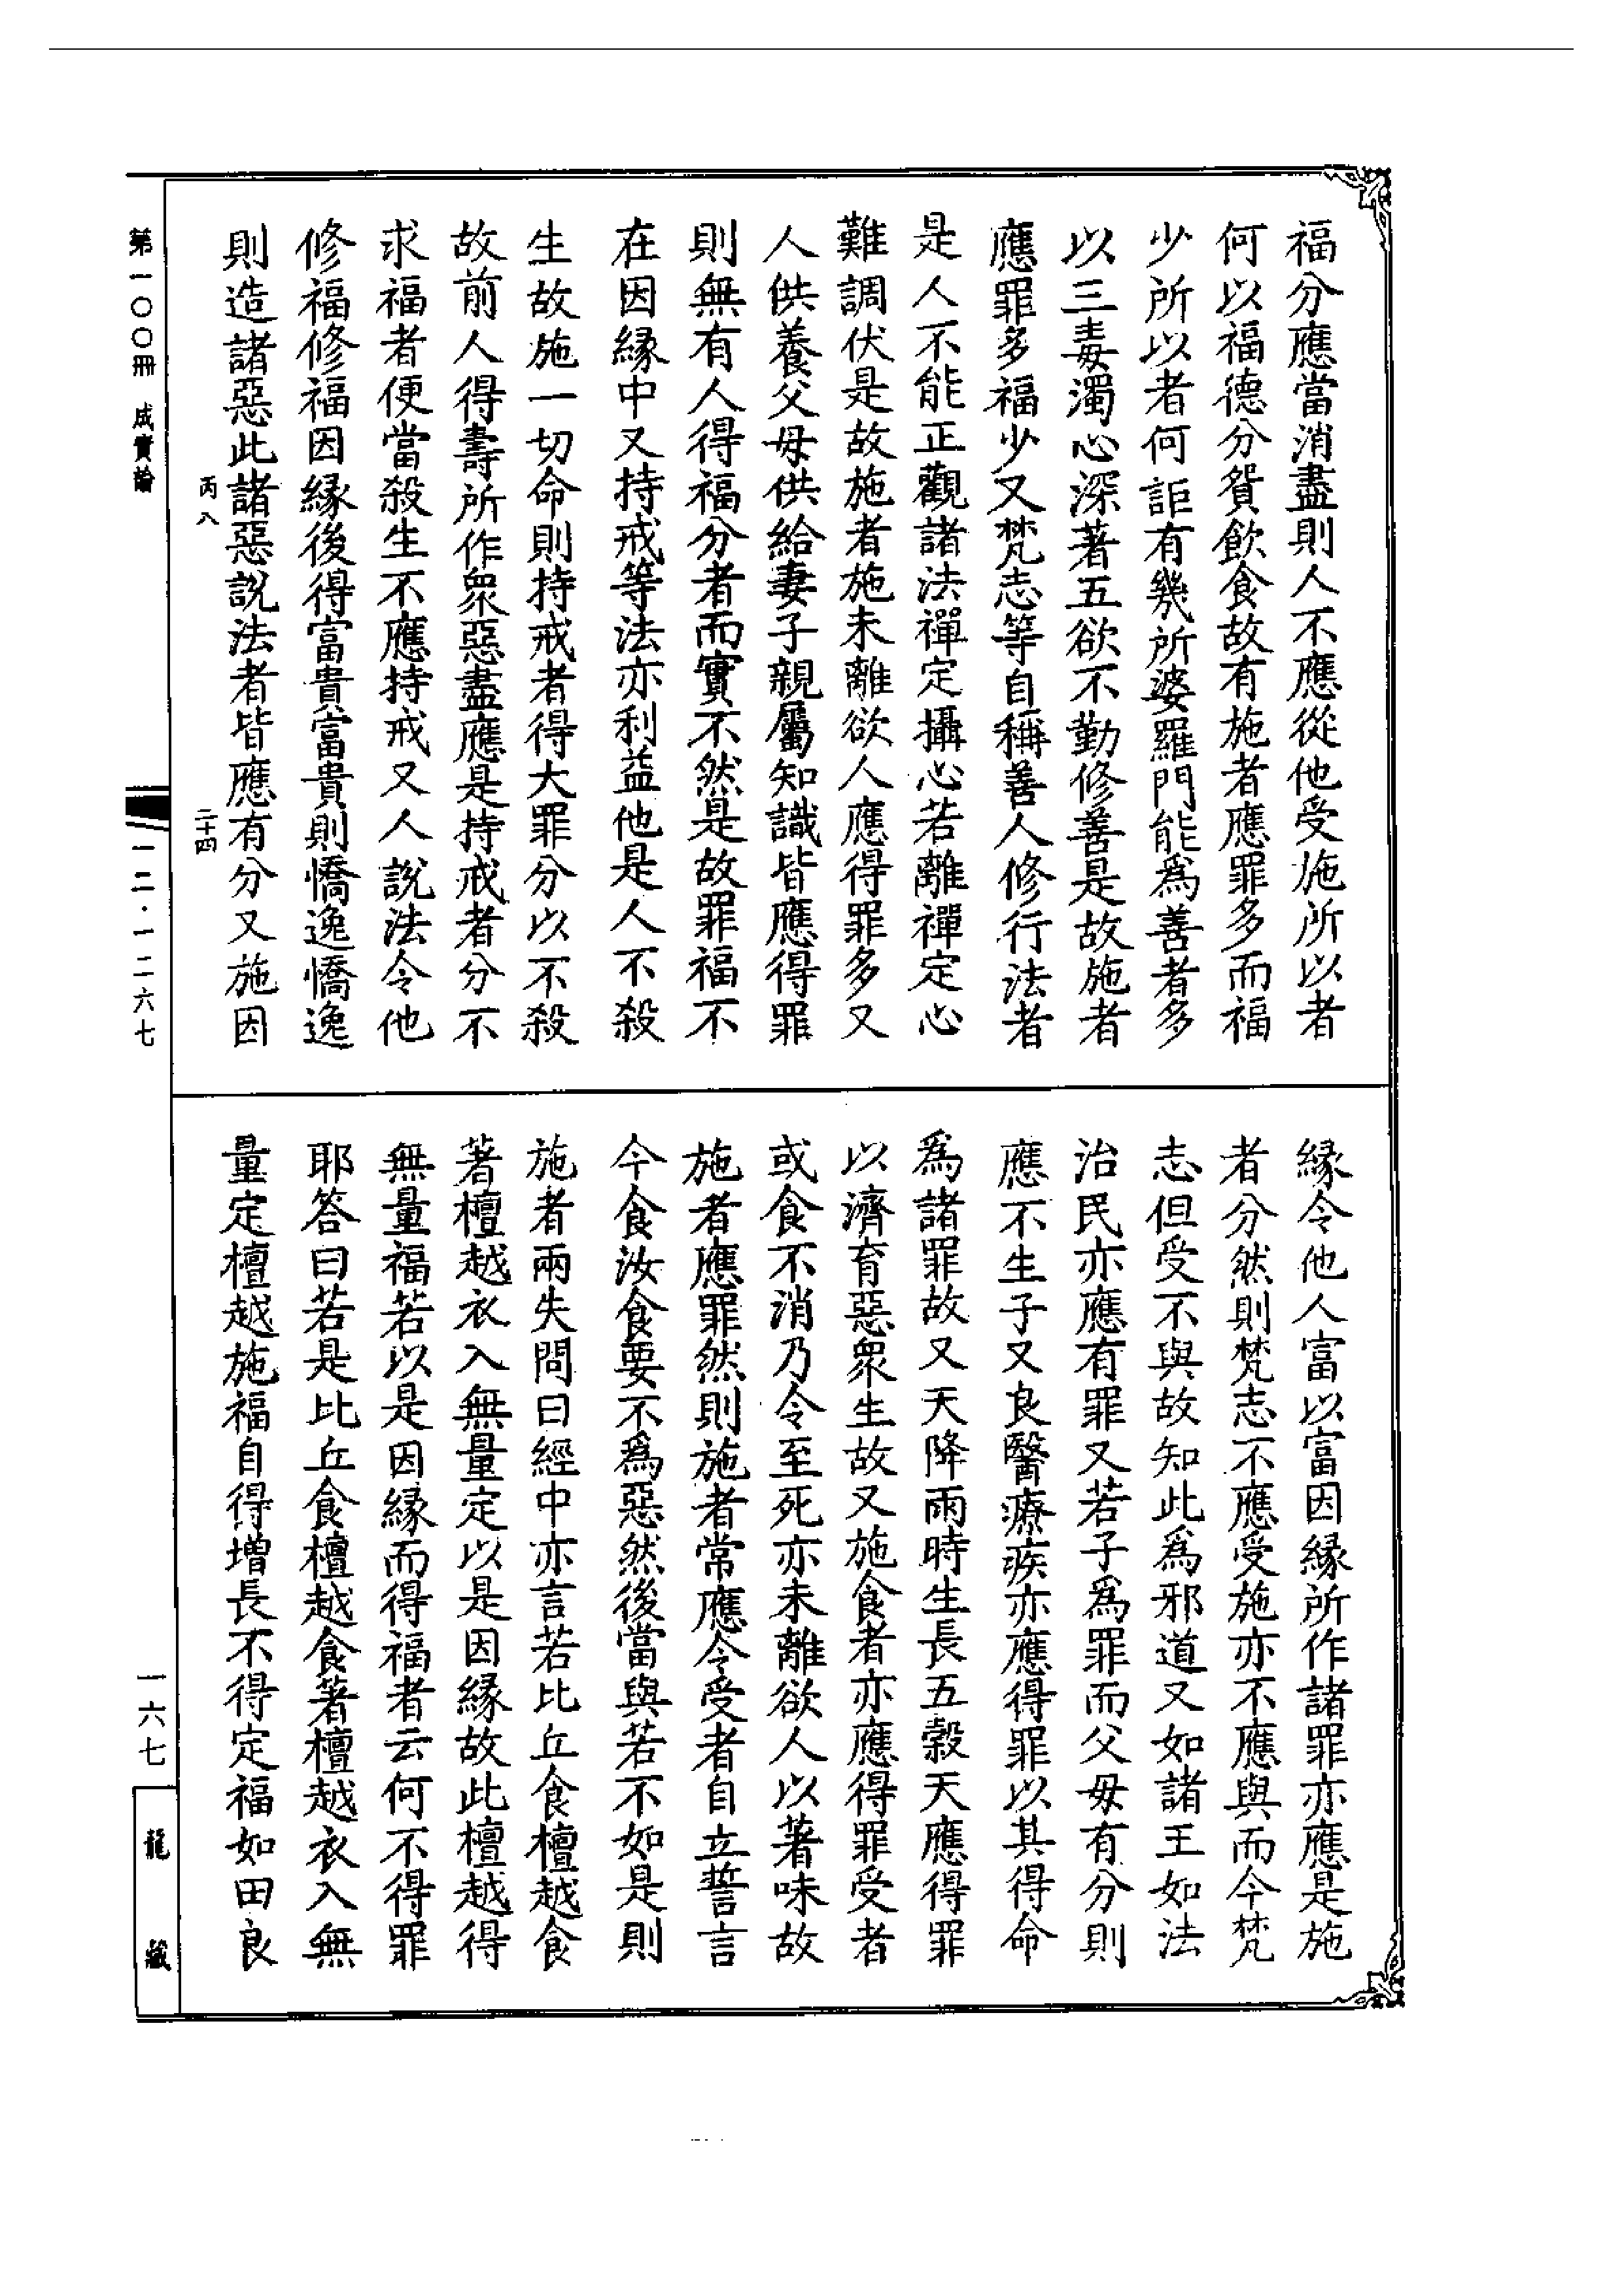 福分應當消盡則人不應從他受施所以者
何以福德分貿飲食故有施者應罪多而福
少所以者何詎有幾所婆羅門能爲善者多
以三毒濁心深著五欲不勤修善是故施者
應罪多福少又梵志等自稱善人修行法者
是人不能正觀諸法禪定攝心若離禪定心
難調伏是故施者施未離欲人應得罪多又
人供養父母供給妻子親屬知識皆應得罪
則無有人得福分者而實不然是故罪福不
在因緣中又持戒等法亦利益他是人不殺
生故施一切命則持戒者得大罪分以不殺
故前人得壽所作衆惡盡應是持戒者分不
求福者便當殺生不應持戒又人說法令他
修福修福因緣後得富貴富貴則憍逸憍逸
則造諸惡此諸惡說法者皆應有分又施因
緣令他人富以富因緣所作諸罪亦應是施
者分然則梵志不應受施亦不應與而今梵
志但受不與故知此爲邪道又如諸王如法
治民亦應有罪又若子爲罪而父母有分則
應不生子又良醫療疾亦應得罪以其得命
爲諸罪故又天降雨時生長五穀天應得罪
以濟育惡衆生故又施食者亦應得罪受者
或食不消乃令至死亦未離欲人以著味故
施者應罪然則施者常應令受者自立誓言
今食汝食要不爲惡然後當與若不如是則
施者兩失問曰經中亦言若比丘食檀越食
著檀越衣入無量定以是因緣故此檀越得
無量福若以是因緣而得福者云何不得罪
耶答曰若是比丘食檀越食著檀越衣入無
量定檀越施福自得增長不得定福如田良
丙八
二十四
第一〇〇冊 成實論
一二·一二六七
一六七
龍藏